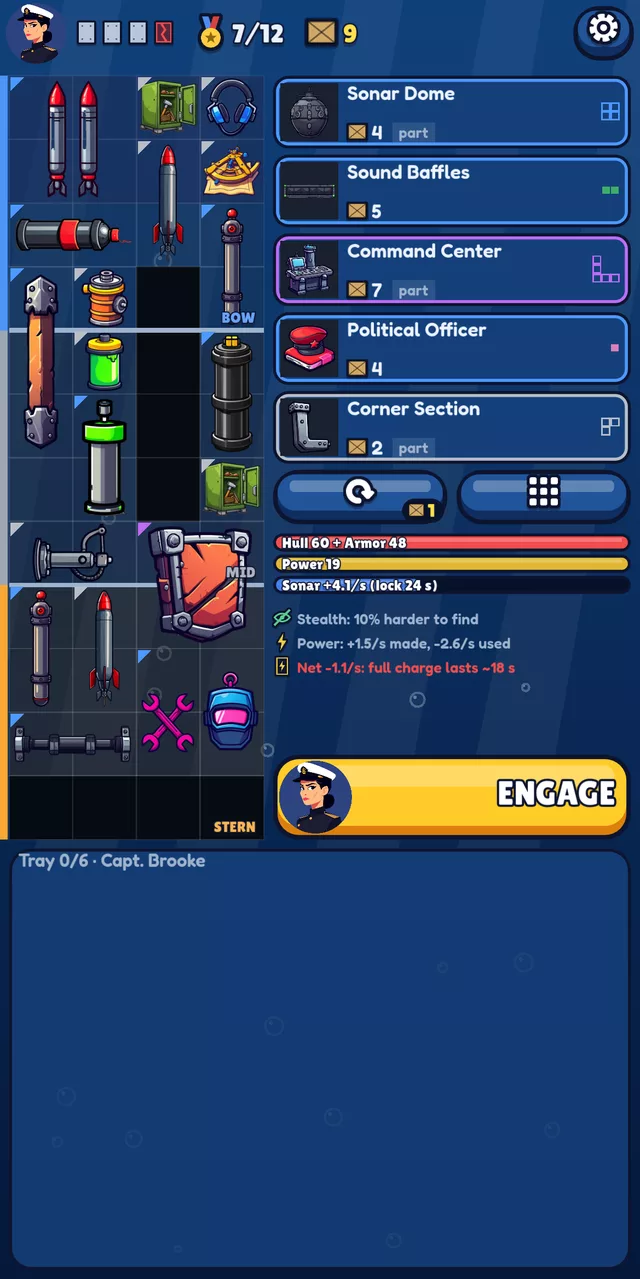 7/12
9
Sonar Dome
4 part
Sound Baffles
5
Command Center
7 part
Political Officer
4
Corner Section
2 part
1
BOW
MID
STERN
Hull 60 + Armor 48
Power 19
Sonar +4.1/s (lock 24 s)
Stealth: 10% harder to find
Power: +1.5/s made, -2.6/s used
Net -1.1/s: full charge lasts ~18 s
ENGAGE
Tray 0/6 · Capt. Brooke